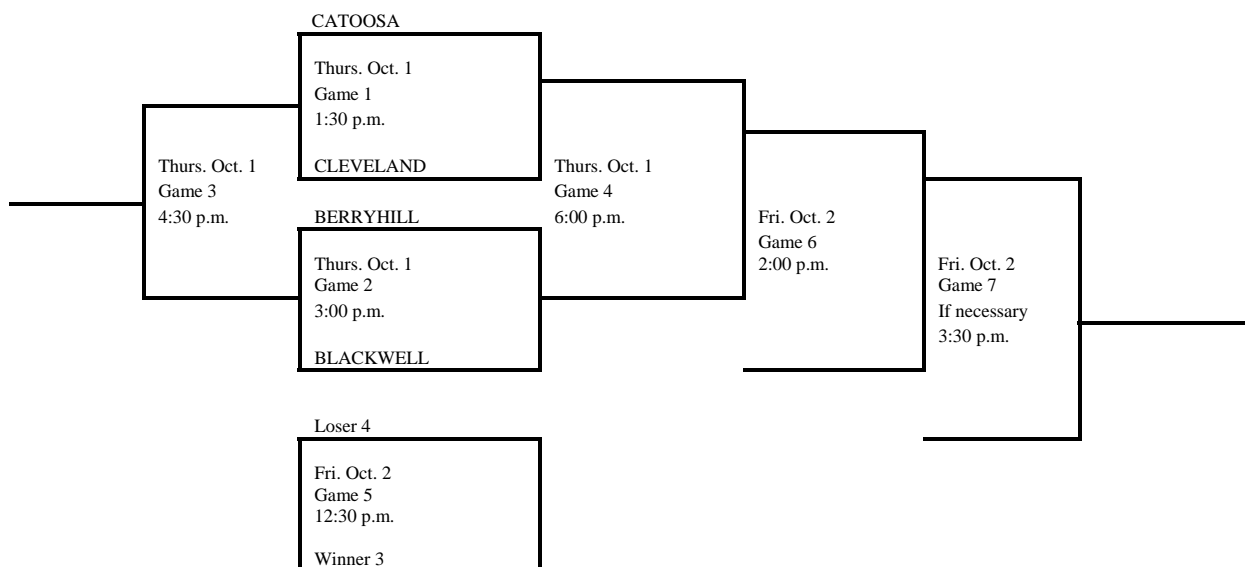 CATOOSA
Thurs. Oct. 1
Game 1
1:30 p.m.
CLEVELAND
Thurs. Oct. 1
Game 3
4:30 p.m.
BERRYHILL
Thurs. Oct. 1
Game 2
3:00 p.m.
BLACKWELL
Thurs. Oct. 1
Game 4
6:00 p.m.
Fri. Oct. 2
Game 6
2:00 p.m.
Fri. Oct. 2
Game 7
If necessary
3:30 p.m.
Loser 4
Fri. Oct. 2
Game 5
12:30 p.m.
Winner 3